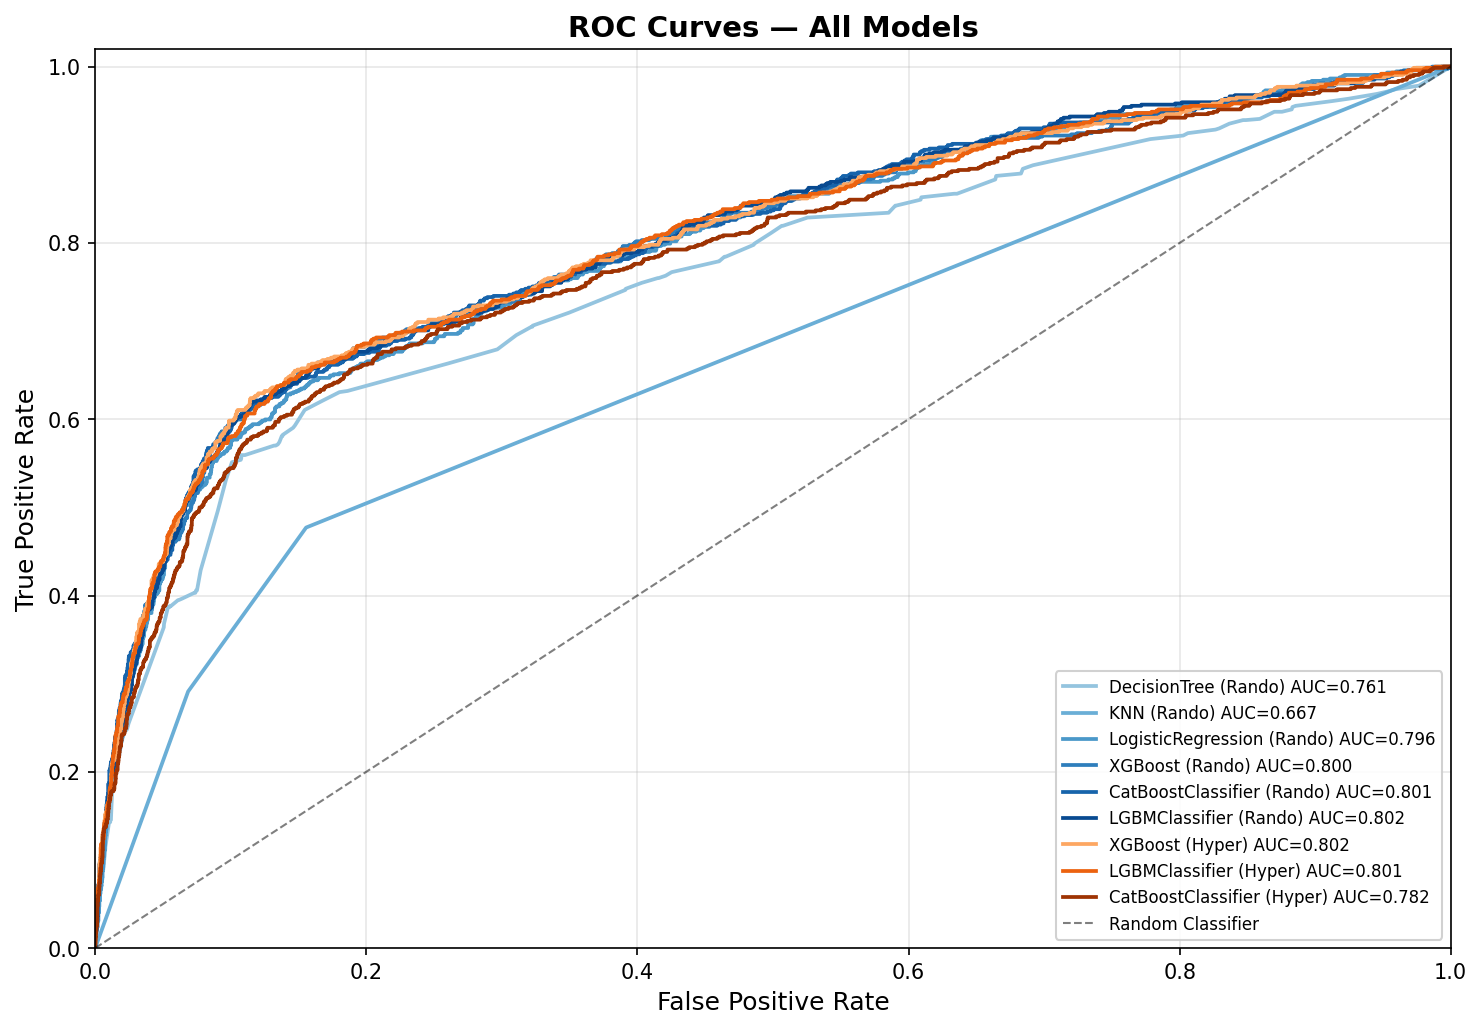 ROC Curves — All Models
True Positive Rate
1.0
0.8
0.6
0.4
0.2
0.0
0.0 0.2 0.4 0.6 0.8 1.0
False Positive Rate
DecisionTree (Rando) AUC=0.761
KNN (Rando) AUC=0.667
LogisticRegression (Rando) AUC=0.796
XGBoost (Rando) AUC=0.800
CatBoostClassifier (Rando) AUC=0.801
LGBMClassifier (Rando) AUC=0.802
XGBoost (Hyper) AUC=0.802
LGBMClassifier (Hyper) AUC=0.801
CatBoostClassifier (Hyper) AUC=0.782
Random Classifier